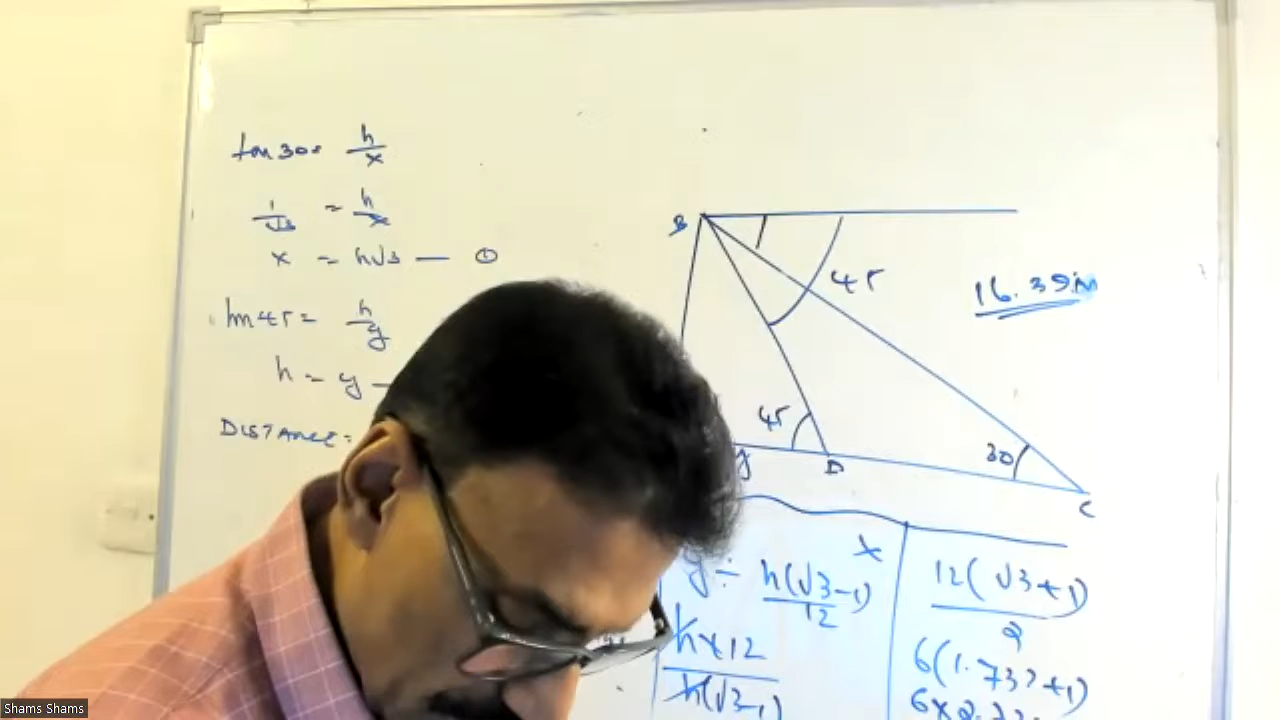 tan 30 = h/x
1/√3 = h/x
x = h√3 — ①
tan 45 = h/y
h = y —
DISTANCE =
B
45
16.39m
45
30
y
D
C
x
y ÷ h(√3-1)/12
h x 12/h(√3-1)
12(√3+1)/2
6(1.732+1)
Shams Shams